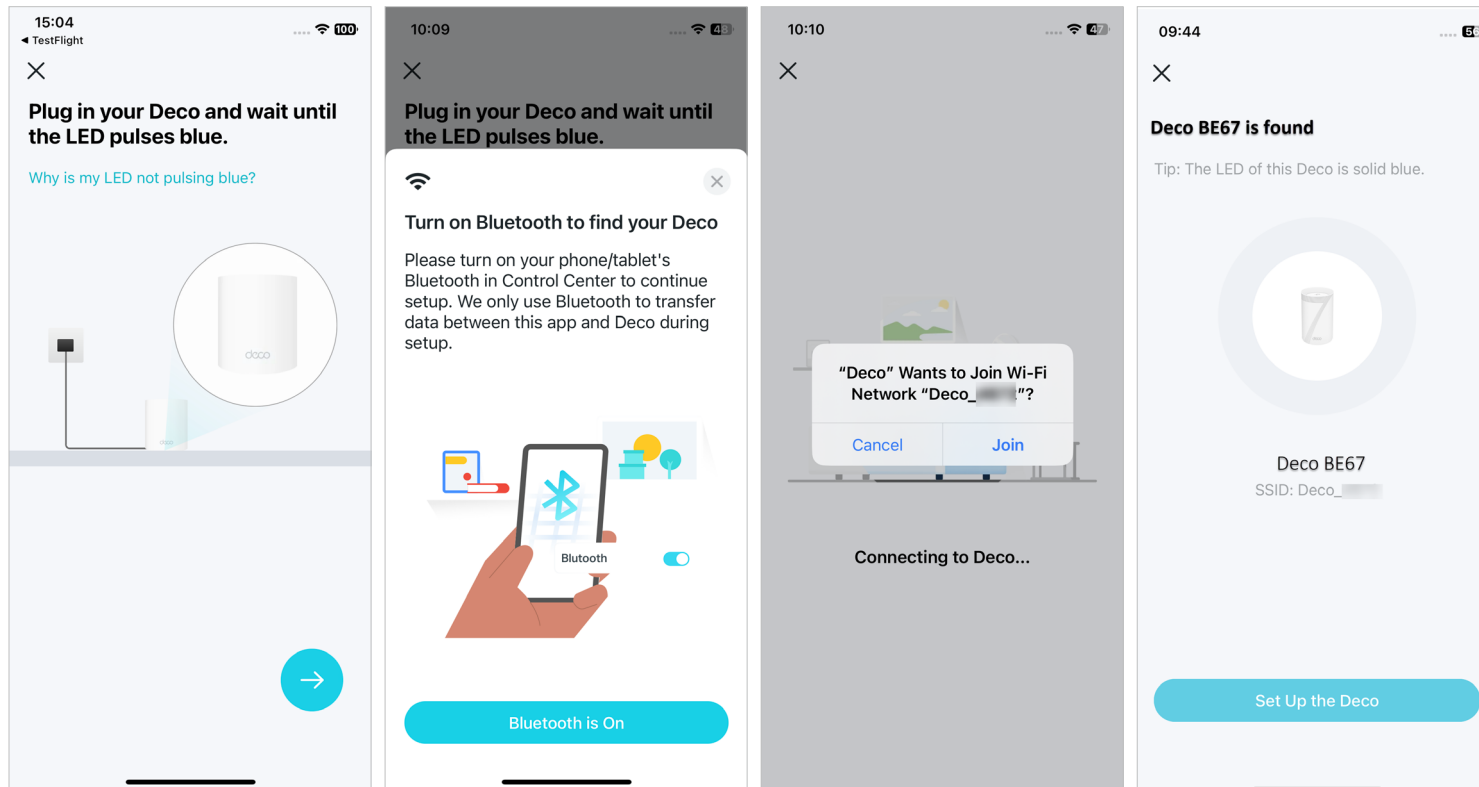 15:04
◀ TestFlight
100
Plug in your Deco and wait until
the LED pulses blue.
Why is my LED not pulsing blue?
deco
deco
10:09
43
Plug in your Deco and wait until
the LED pulses blue.
Turn on Bluetooth to find your Deco
Please turn on your phone/tablet's
Bluetooth in Control Center to continue
setup. We only use Bluetooth to transfer
data between this app and Deco during
setup.
Blutooth
Bluetooth is On
10:10
47
“Deco” Wants to Join Wi-Fi
Network “Deco_ ”?
Cancel
Join
Connecting to Deco...
09:44
56
Deco BE67 is found
Tip: The LED of this Deco is solid blue.
Deco BE67
SSID: Deco_
Set Up the Deco